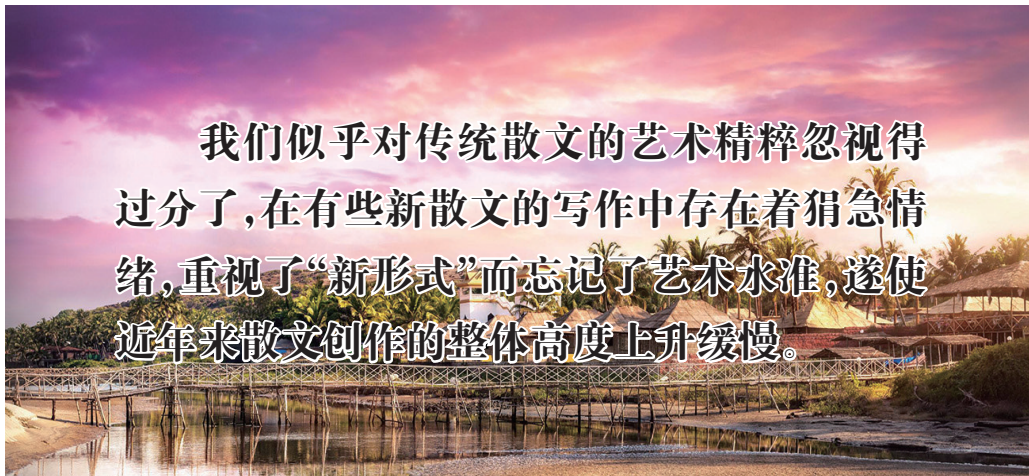 我们似乎对传统散文的艺术精粹忽视得
过分了,在有些新散文的写作中存在着狷急情
绪,重视了“新形式”而忘记了艺术水准,遂使
近年来散文创作的整体高度上升缓慢。